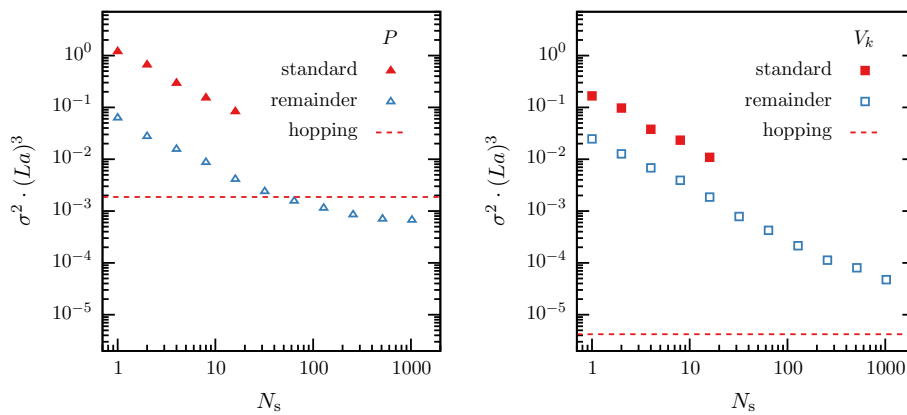 P
standard
remainder
hopping
10^0
10^-1
10^-2
10^-3
10^-4
10^-5
σ^2 · (La)^3
1 10 100 1000
N_s
V_k
standard
remainder
hopping
10^0
10^-1
10^-2
10^-3
10^-4
10^-5
σ^2 · (La)^3
1 10 100 1000
N_s